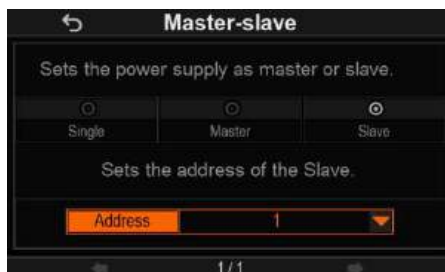 Master-slave
Sets the power supply as master or slave.
Single Master Slave
Sets the address of the Slave.
Address 1
1/1